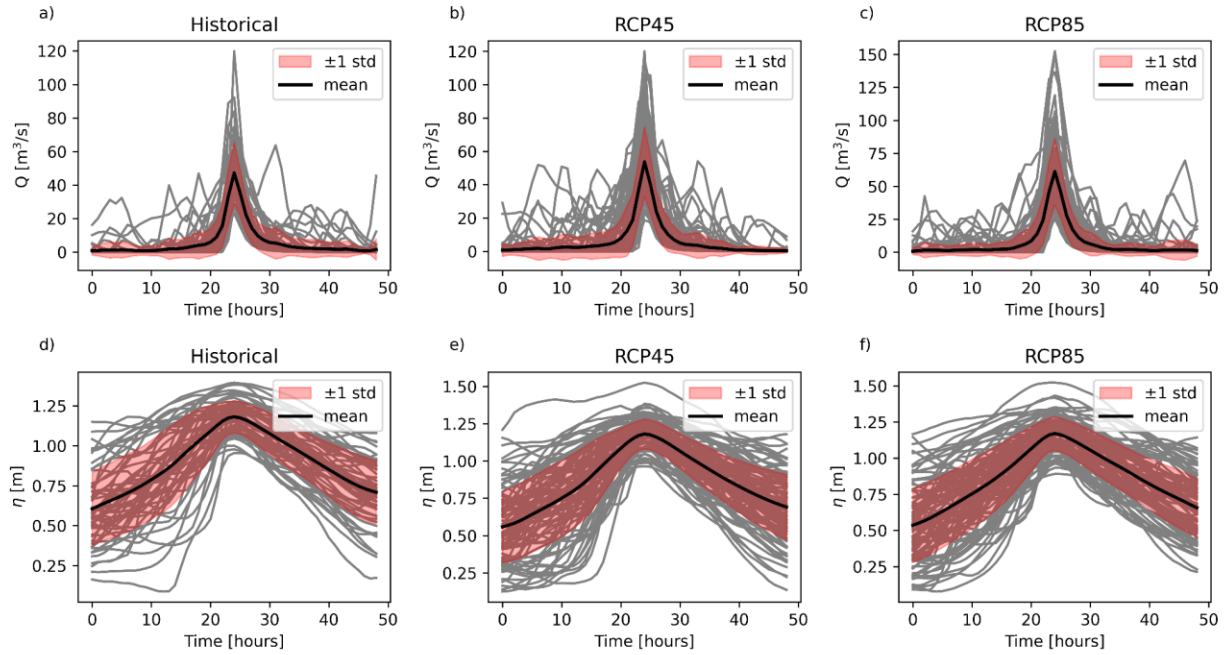 a)
Historical
Q [m³/s]
120
100
80
60
40
20
0
±1 std
mean
0 10 20 30 40 50
Time [hours]
b)
RCP45
Q [m³/s]
120
100
80
60
40
20
0
±1 std
mean
0 10 20 30 40 50
Time [hours]
c)
RCP85
Q [m³/s]
150
125
100
75
50
25
0
±1 std
mean
0 10 20 30 40 50
Time [hours]
d)
Historical
η [m]
1.25
1.00
0.75
0.50
0.25
±1 std
mean
0 10 20 30 40 50
Time [hours]
e)
RCP45
η [m]
1.50
1.25
1.00
0.75
0.50
0.25
±1 std
mean
0 10 20 30 40 50
Time [hours]
f)
RCP85
η [m]
1.50
1.25
1.00
0.75
0.50
0.25
±1 std
mean
0 10 20 30 40 50
Time [hours]